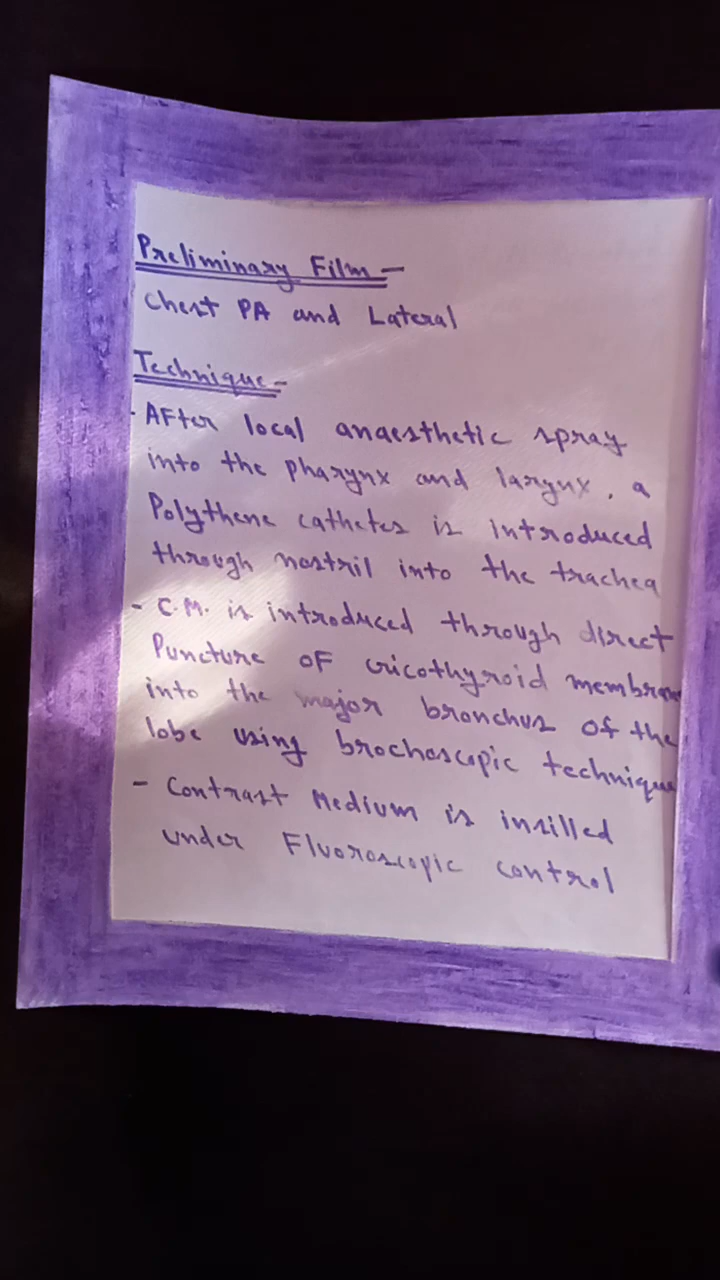 Preliminary Film -
Chest PA and Lateral
Technique -
- After local anaesthetic spray
into the pharynx and larynx, a
Polythene catheter is introduced
through nostril into the trachea
- C.M. is introduced through direct
Puncture of cricothyroid membrane
into the major bronchus of the
lobe using brochoscopic technique
- Contrast Medium is insilled
under Fluoroscopic control